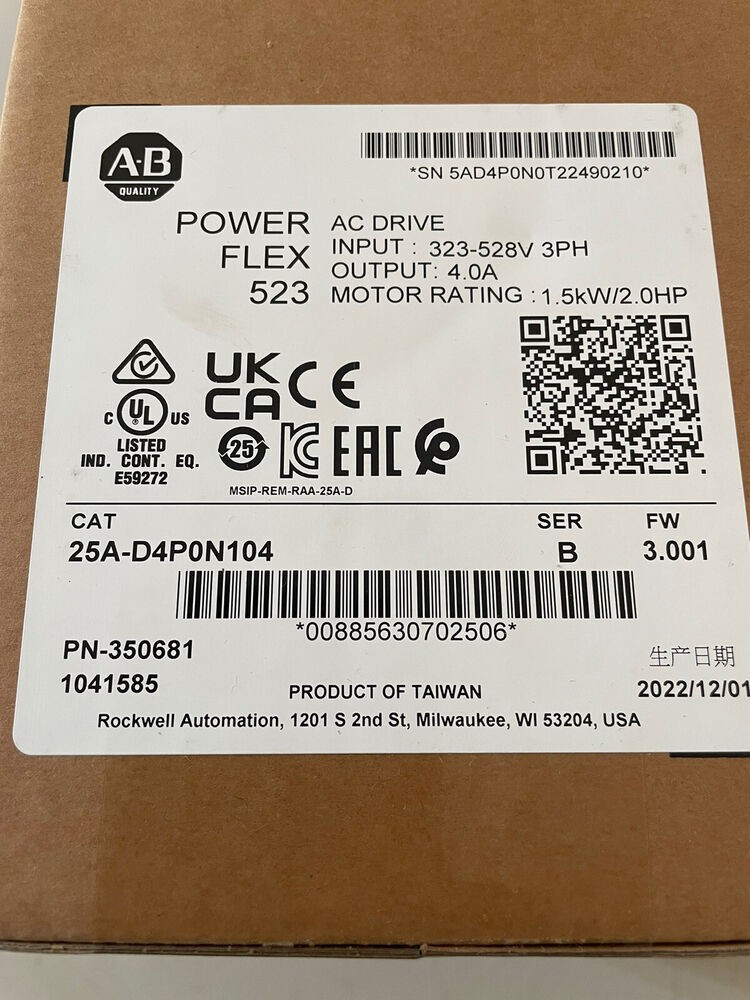 A-B
QUALITY
*SN 5AD4P0N0T22490210*
POWER
FLEX
523
AC DRIVE
INPUT : 323-528V 3PH
OUTPUT: 4.0A
MOTOR RATING : 1.5kW/2.0HP
C UL US
LISTED
IND. CONT. EQ.
E59272
UK
CA
CE
25
EAC
MSIP-REM-RAA-25A-D
CAT
25A-D4P0N104
SER
B
FW
3.001
*00885630702506*
PN-350681
1041585
PRODUCT OF TAIWAN
生产日期
2022/12/01
Rockwell Automation, 1201 S 2nd St, Milwaukee, WI 53204, USA